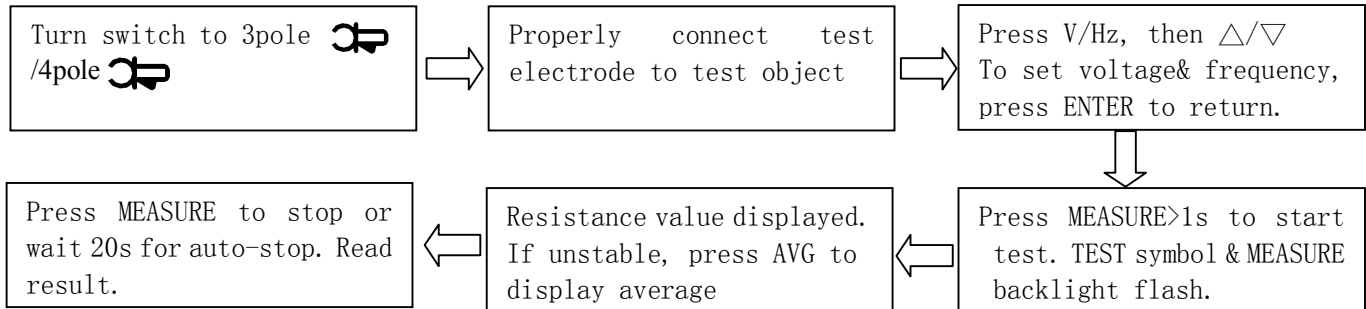 Turn switch to 3pole
/4pole
Properly connect test
electrode to test object
Press V/Hz, then △/▽
To set voltage& frequency,
press ENTER to return.
Press MEASURE>1s to start
test. TEST symbol & MEASURE
backlight flash.
Resistance value displayed.
If unstable, press AVG to
display average
Press MEASURE to stop or
wait 20s for auto-stop. Read
result.